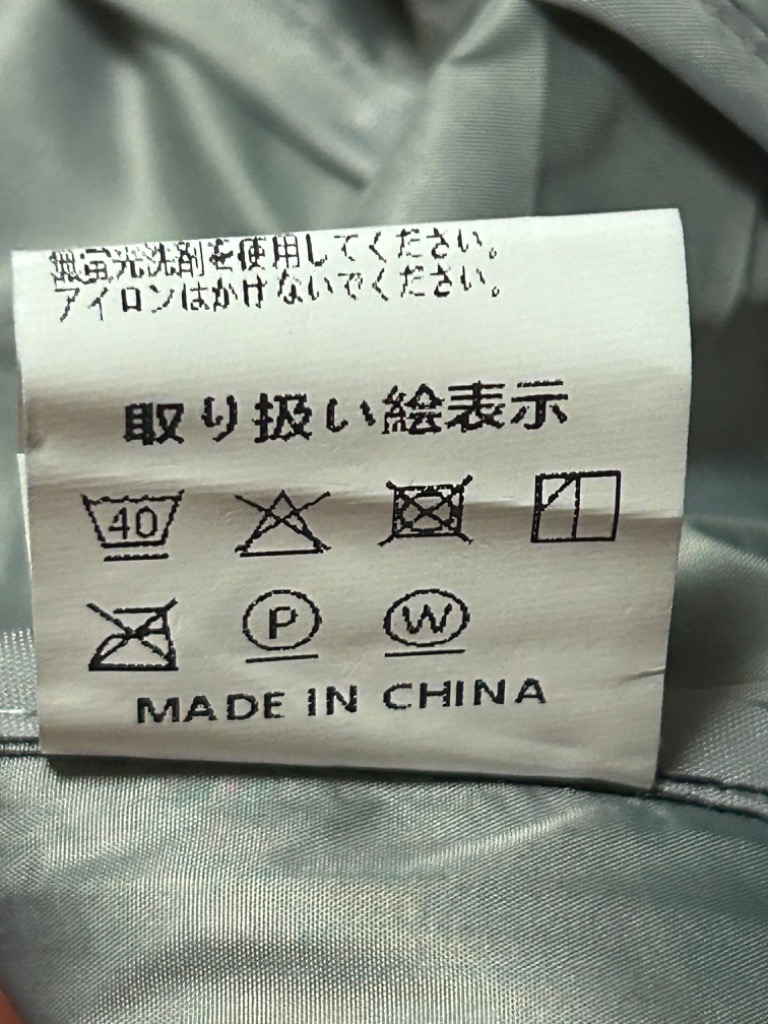 無蛍光洗剤を使用してください。
アイロンはかけないでください。
取り扱い絵表示
40
P
W
MADE IN CHINA